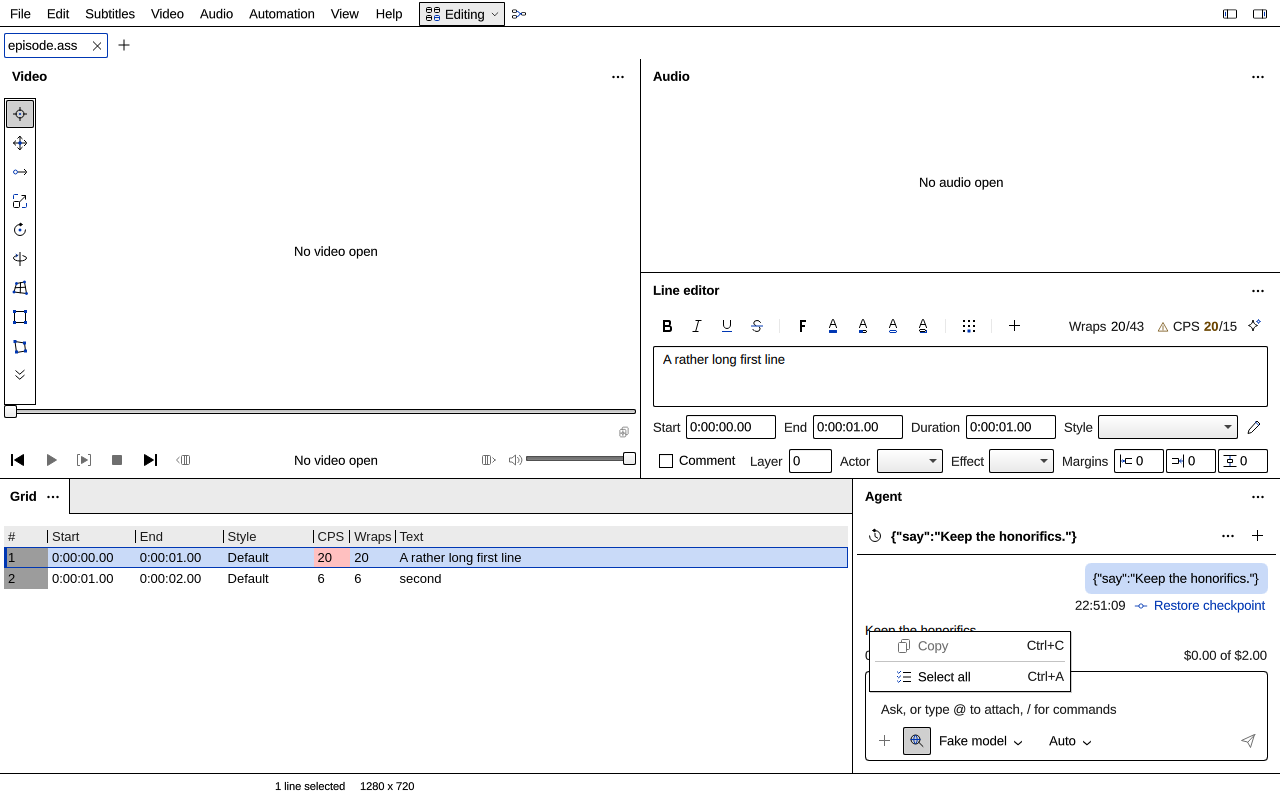 File Edit Subtitles Video Audio Automation View Help Editing
episode.ass
Video
No video open
No video open
Audio
No audio open
Line editor
B I U S F A A A A Wraps 20/43 CPS 20/15
A rather long first line
Start 0:00:00.00 End 0:00:01.00 Duration 0:00:01.00 Style
Comment Layer 0 Actor Effect Margins 0 0 0
Grid
# Start End Style CPS Wraps Text
1 0:00:00.00 0:00:01.00 Default 20 20 A rather long first line
2 0:00:01.00 0:00:02.00 Default 6 6 second
Agent
{"say":"Keep the honorifics."}
{"say":"Keep the honorifics."}
22:51:09 Restore checkpoint
Keep the honorifics.
$0.00 of $2.00
Copy Ctrl+C
Select all Ctrl+A
Ask, or type @ to attach, / for commands
Fake model Auto
1 line selected 1280 x 720